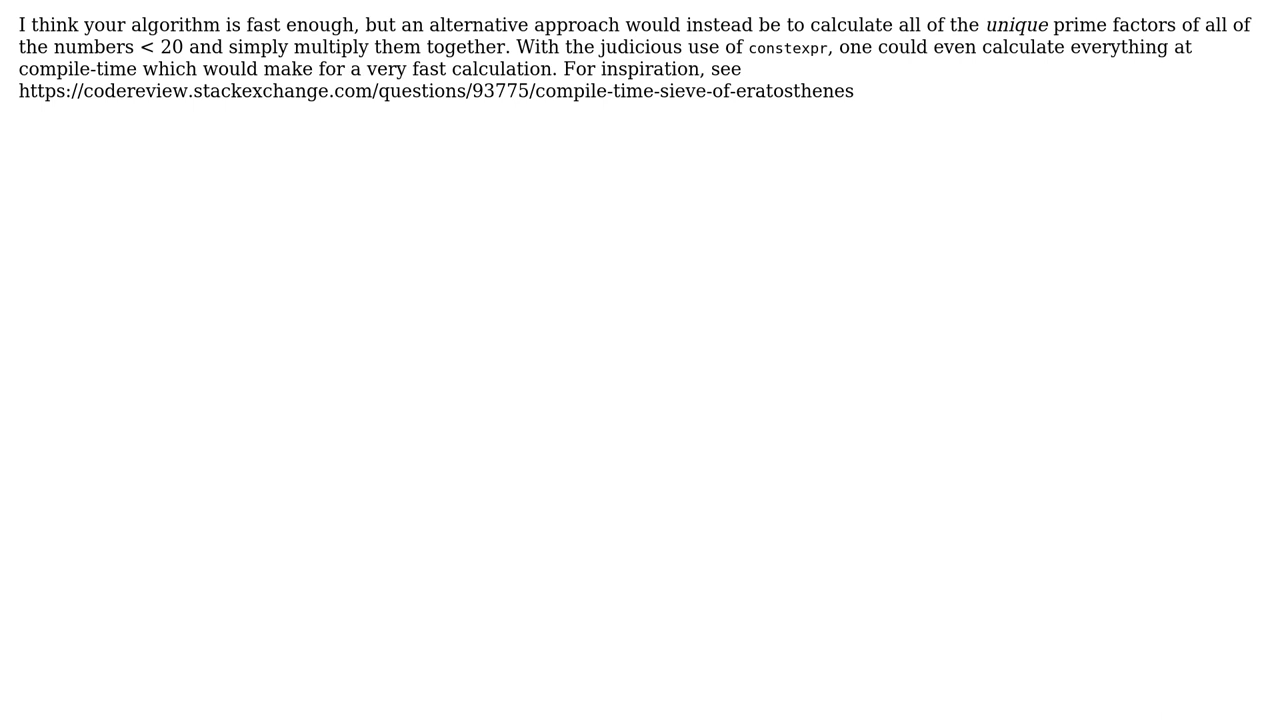 I think your algorithm is fast enough, but an alternative approach would instead be to calculate all of the unique prime factors of all of
the numbers < 20 and simply multiply them together. With the judicious use of constexpr, one could even calculate everything at
compile-time which would make for a very fast calculation. For inspiration, see
https://codereview.stackexchange.com/questions/93775/compile-time-sieve-of-eratosthenes